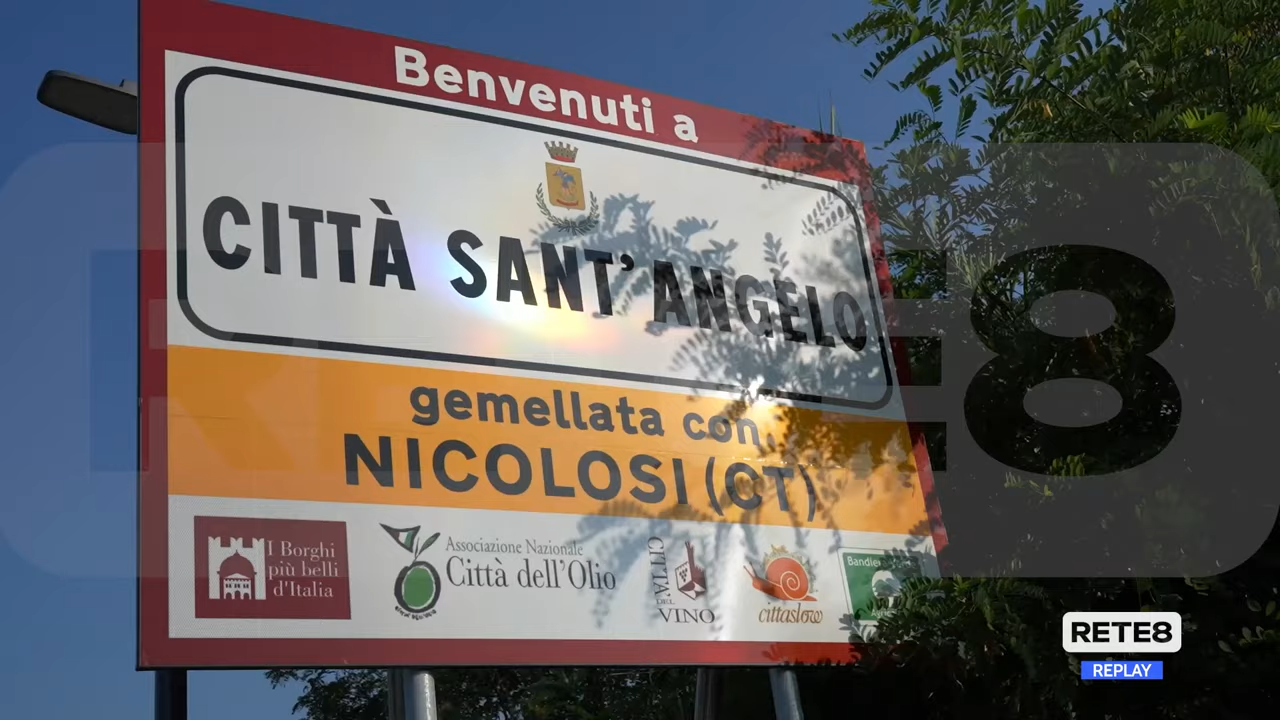 Benvenuti a
CITTÀ SANT'ANGELO
gemellata con
NICOLOSI (CT)
I Borghi
più belli
d'Italia
Associazione Nazionale
Città dell'Olio
CITTÀ
DEL
VINO
cittaslow
RETE8
RETE8
REPLAY